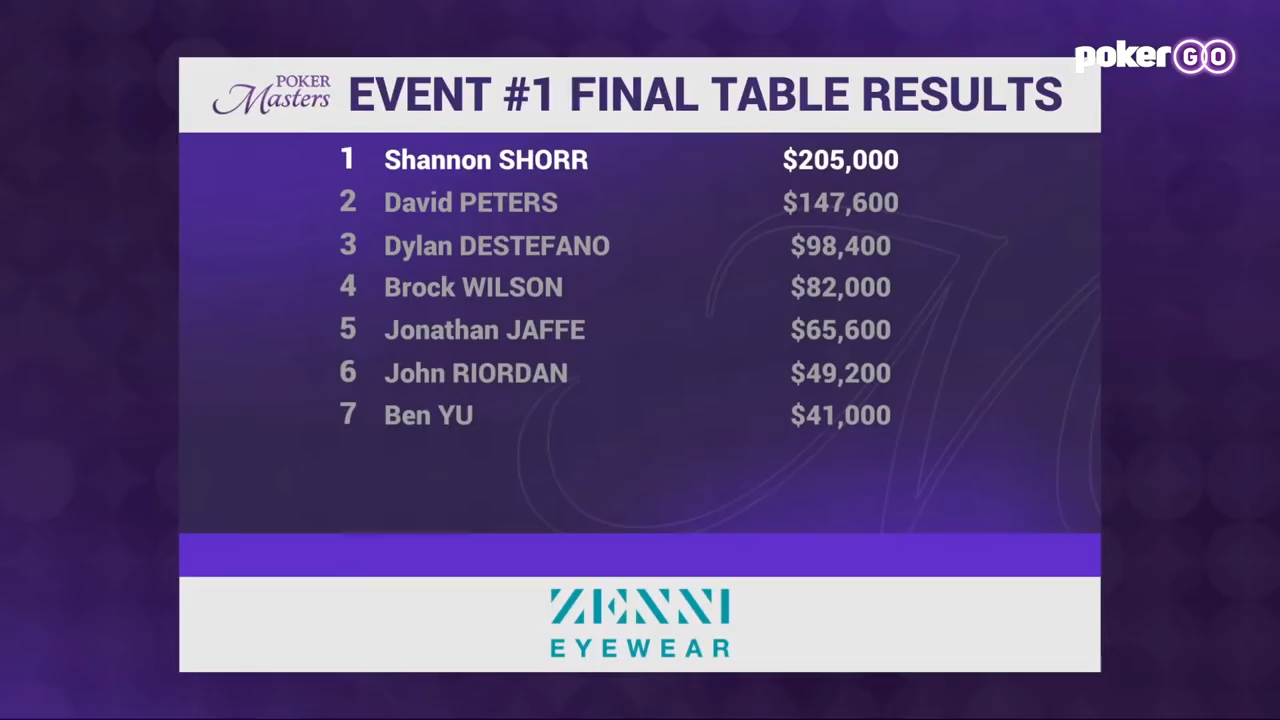 poker GO
POKER Masters EVENT #1 FINAL TABLE RESULTS
1 Shannon SHORR $205,000
2 David PETERS $147,600
3 Dylan DESTEFANO $98,400
4 Brock WILSON $82,000
5 Jonathan JAFFE $65,600
6 John RIORDAN $49,200
7 Ben YU $41,000
ZENNI
EYEWEAR